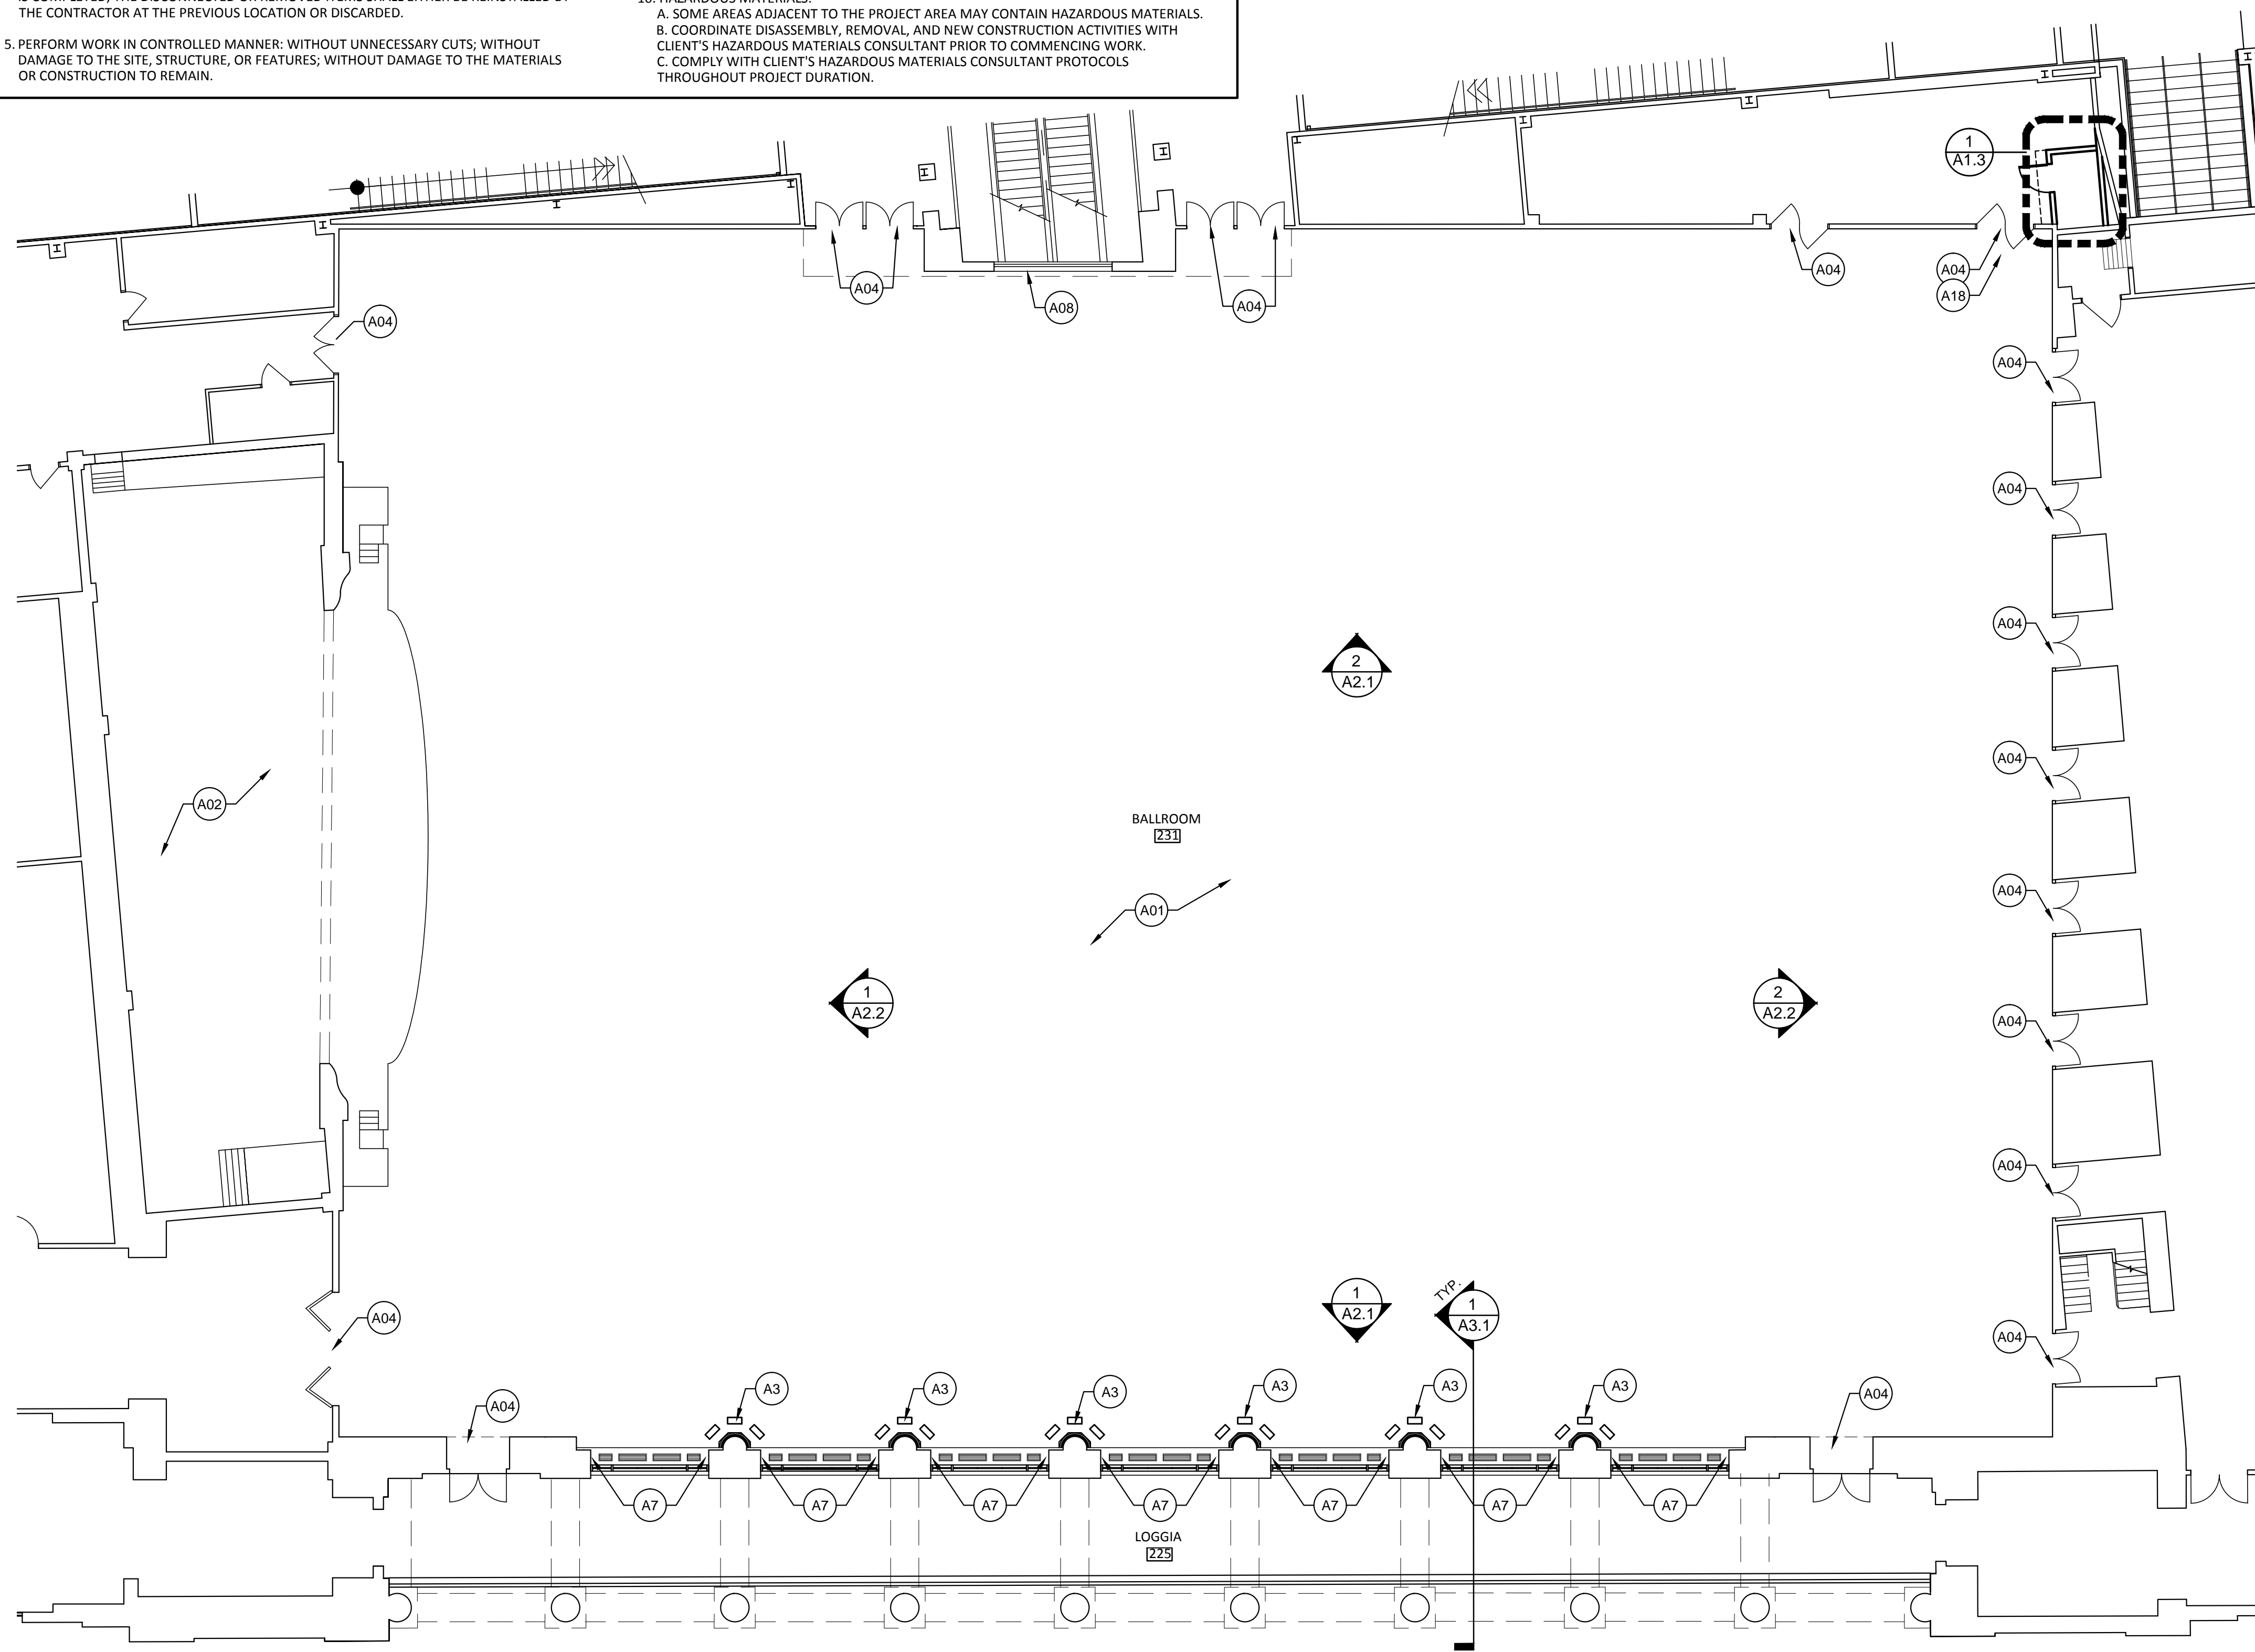 THE CONTRACTOR AT THE PREVIOUS LOCATION OR DISCARDED.
5. PERFORM WORK IN CONTROLLED MANNER: WITHOUT UNNECESSARY CUTS; WITHOUT
DAMAGE TO THE SITE, STRUCTURE, OR FEATURES; WITHOUT DAMAGE TO THE MATERIALS
OR CONSTRUCTION TO REMAIN.
HAZARDOUS MATERIALS:
A. SOME AREAS ADJACENT TO THE PROJECT AREA MAY CONTAIN HAZARDOUS MATERIALS.
B. COORDINATE DISASSEMBLY, REMOVAL, AND NEW CONSTRUCTION ACTIVITIES WITH
CLIENT'S HAZARDOUS MATERIALS CONSULTANT PRIOR TO COMMENCING WORK.
C. COMPLY WITH CLIENT'S HAZARDOUS MATERIALS CONSULTANT PROTOCOLS
THROUGHOUT PROJECT DURATION.
1
A1.3
A04
A04
A18
A04
A08
A04
A04
A04
A04
A04
A04
2
A2.1
A04
A02
BALLROOM
231
A04
A01
1
A2.2
2
A2.2
A04
A04
1
A2.1
TYP.
1
A3.1
A04
A04
A3
A3
A3
A3
A3
A3
A04
A04
A7
A7
A7
A7
A7
A7
A7
LOGGIA
225